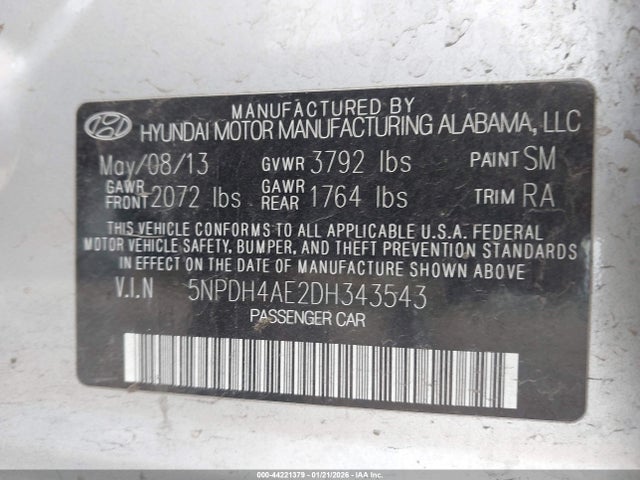 MANUFACTURED BY
HYUNDAI MOTOR MANUFACTURING ALABAMA, LLC
May/08/13 GVWR 3792 lbs PAINT SM
GAWR FRONT 2072 lbs GAWR REAR 1764 lbs TRIM RA
THIS VEHICLE CONFORMS TO ALL APPLICABLE U.S.A. FEDERAL
MOTOR VEHICLE SAFETY, BUMPER, AND THEFT PREVENTION STANDARDS
IN EFFECT ON THE DATE OF MANUFACTURE SHOWN ABOVE
V.I.N 5NPDH4AE2DH343543
PASSENGER CAR
000-44221379 - 01/21/2026 - IAAI.COM